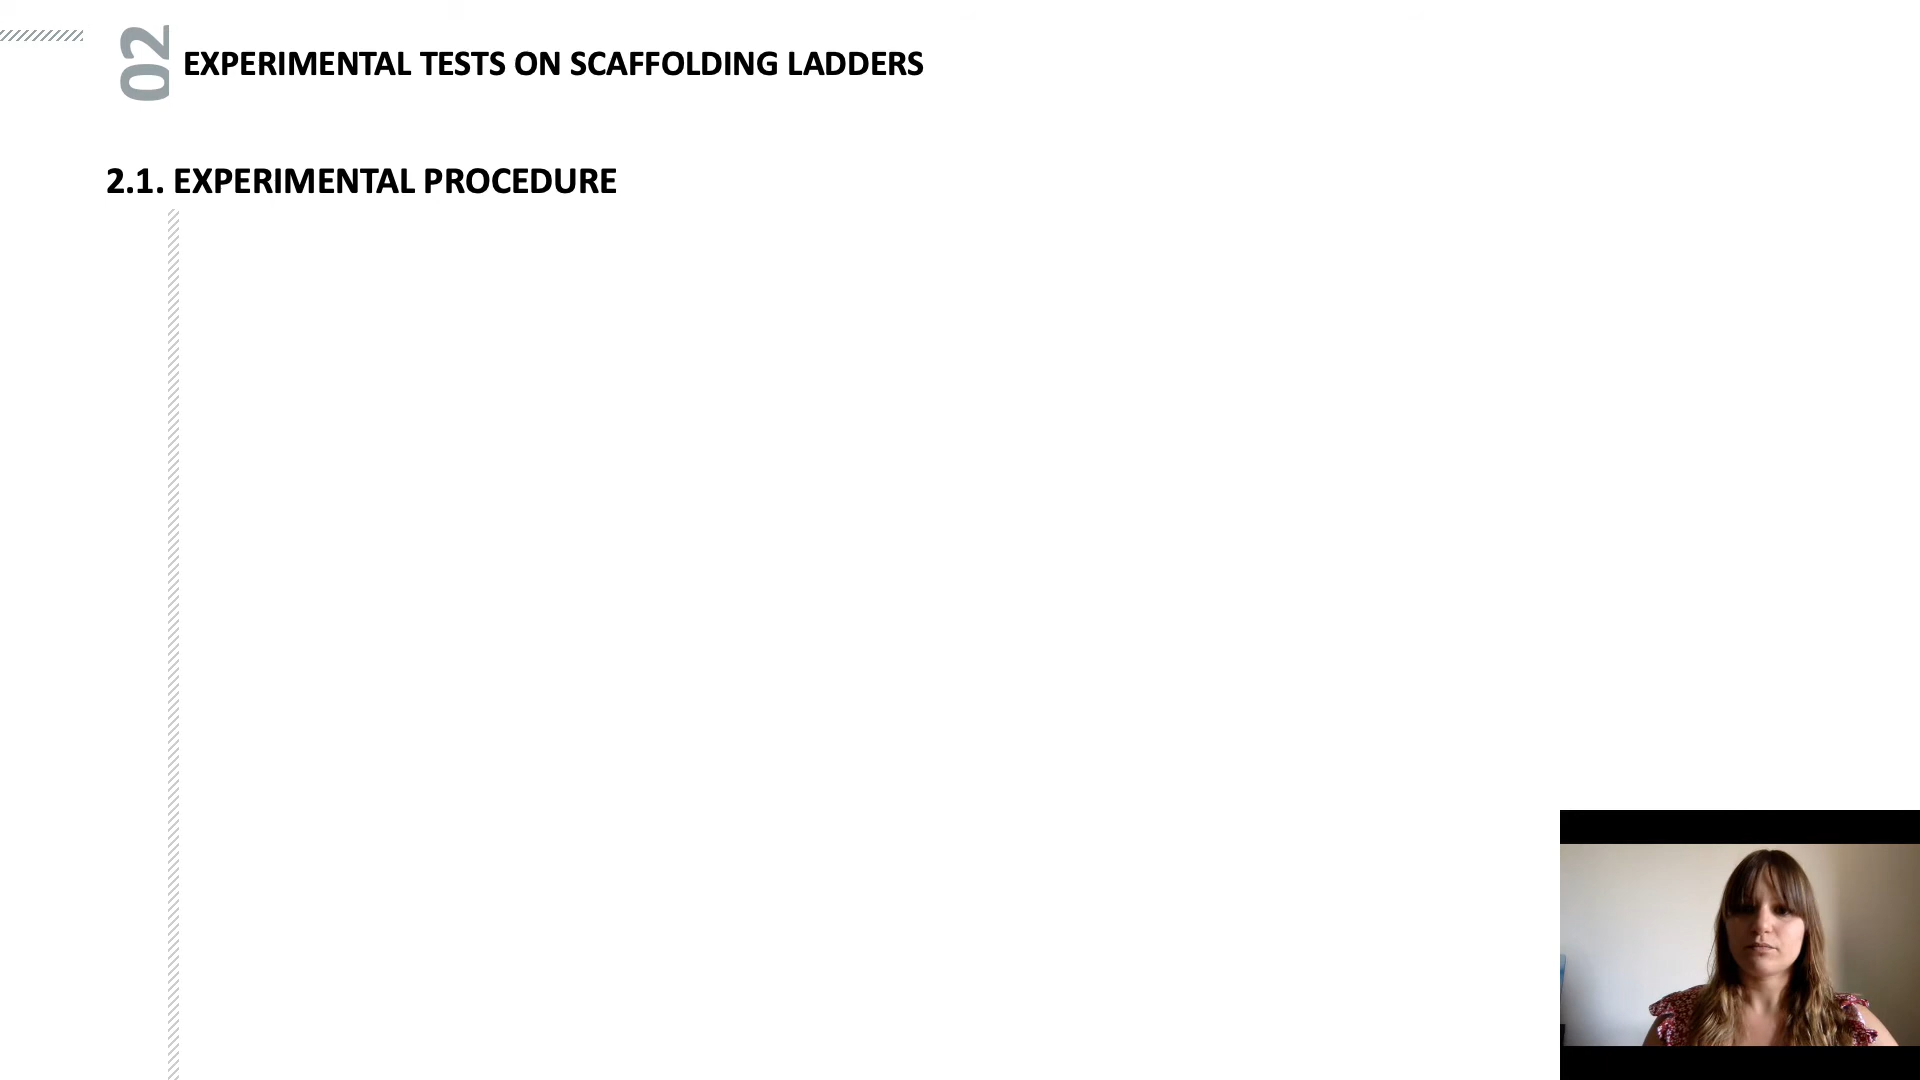 02
EXPERIMENTAL TESTS ON SCAFFOLDING LADDERS
2.1. EXPERIMENTAL PROCEDURE